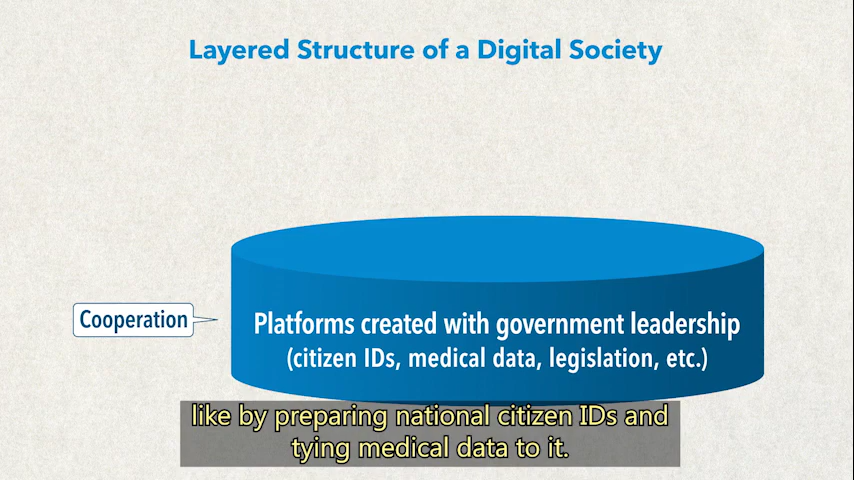 Layered Structure of a Digital Society
Cooperation
Platforms created with government leadership
(citizen IDs, medical data, legislation, etc.)
like by preparing national citizen IDs and
tying medical data to it.